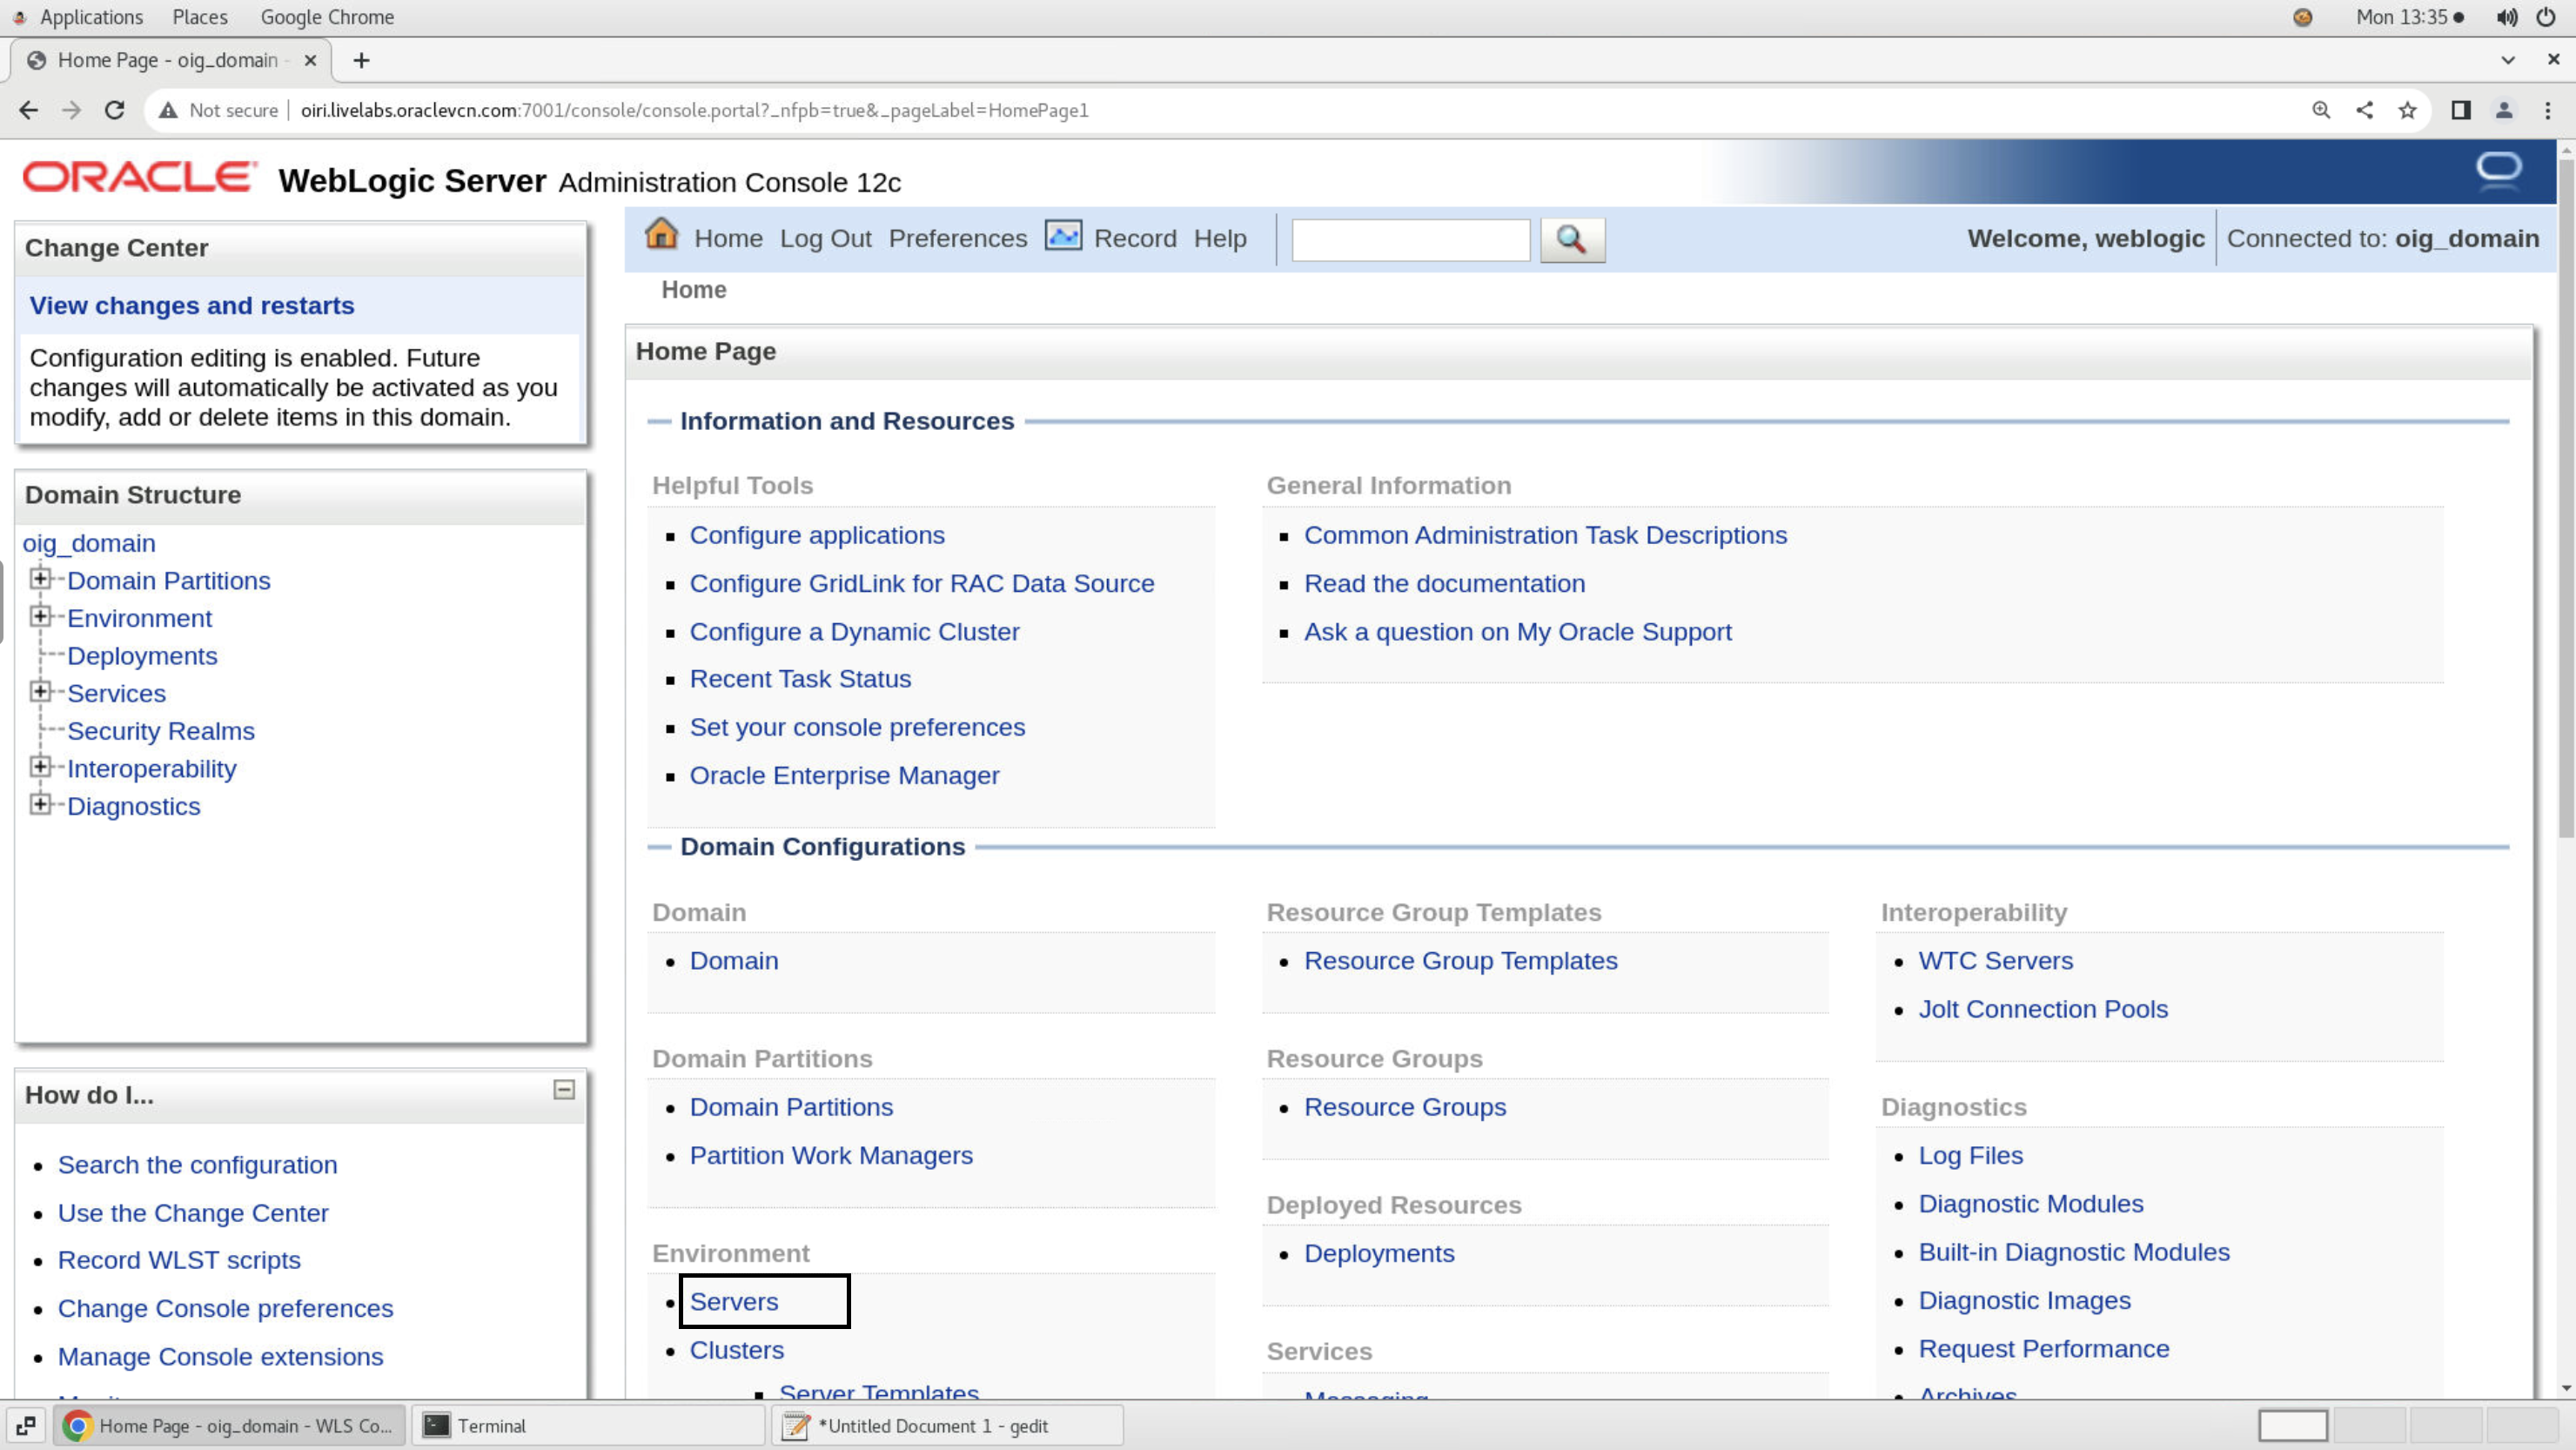 Applications Places Google Chrome Mon 13:35
Home Page - oig_domain -
Not secure oiri.livelabs.oraclevcn.com:7001/console/console.portal?_nfpb=true&_pageLabel=HomePage1
ORACLE WebLogic Server Administration Console 12c
Change Center
View changes and restarts
Configuration editing is enabled. Future
changes will automatically be activated as you
modify, add or delete items in this domain.
Domain Structure
oig_domain
Domain Partitions
Environment
Deployments
Services
Security Realms
Interoperability
Diagnostics
How do I...
Search the configuration
Use the Change Center
Record WLST scripts
Change Console preferences
Manage Console extensions
Home Log Out Preferences Record Help
Welcome, weblogic Connected to: oig_domain
Home
Home Page
Information and Resources
Helpful Tools
Configure applications
Configure GridLink for RAC Data Source
Configure a Dynamic Cluster
Recent Task Status
Set your console preferences
Oracle Enterprise Manager
General Information
Common Administration Task Descriptions
Read the documentation
Ask a question on My Oracle Support
Domain Configurations
Domain
Domain
Domain Partitions
Domain Partitions
Partition Work Managers
Environment
Servers
Clusters
Server Templates
Resource Group Templates
Resource Group Templates
Resource Groups
Resource Groups
Deployed Resources
Deployments
Services
Messaging
Interoperability
WTC Servers
Jolt Connection Pools
Diagnostics
Log Files
Diagnostic Modules
Built-in Diagnostic Modules
Diagnostic Images
Request Performance
Archives
Home Page - oig_domain - WLS Co... Terminal *Untitled Document 1 - gedit